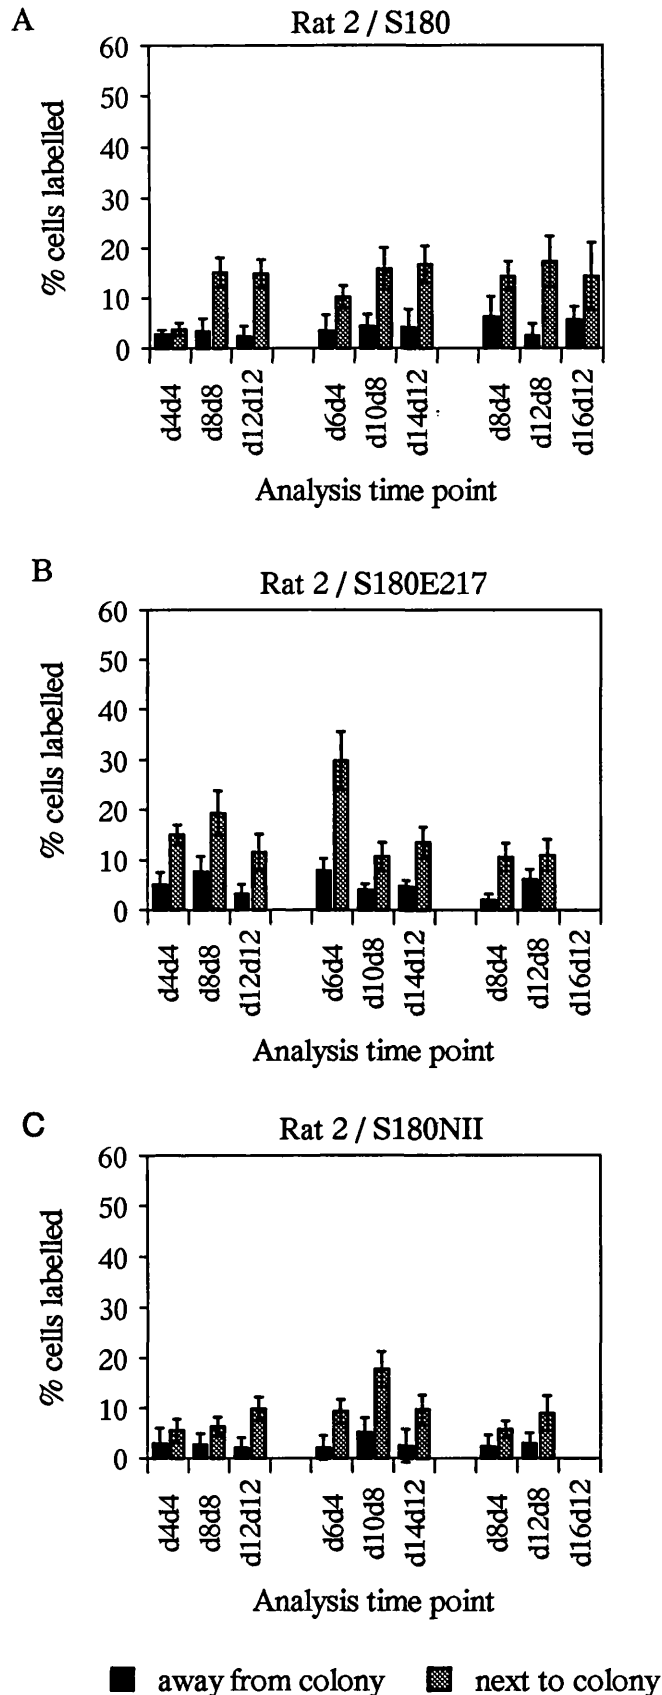 A
Rat 2 / S180
60
50
40
30
20
10
0
% cells labelled
d4d4
d8d8
d12d12
d6d4
d10d8
d14d12
d8d4
d12d8
d16d12
Analysis time point
B
Rat 2 / S180E217
60
50
40
30
20
10
0
% cells labelled
d4d4
d8d8
d12d12
d6d4
d10d8
d14d12
d8d4
d12d8
d16d12
Analysis time point
C
Rat 2 / S180NII
60
50
40
30
20
10
0
% cells labelled
d4d4
d8d8
d12d12
d6d4
d10d8
d14d12
d8d4
d12d8
d16d12
Analysis time point
away from colony
next to colony